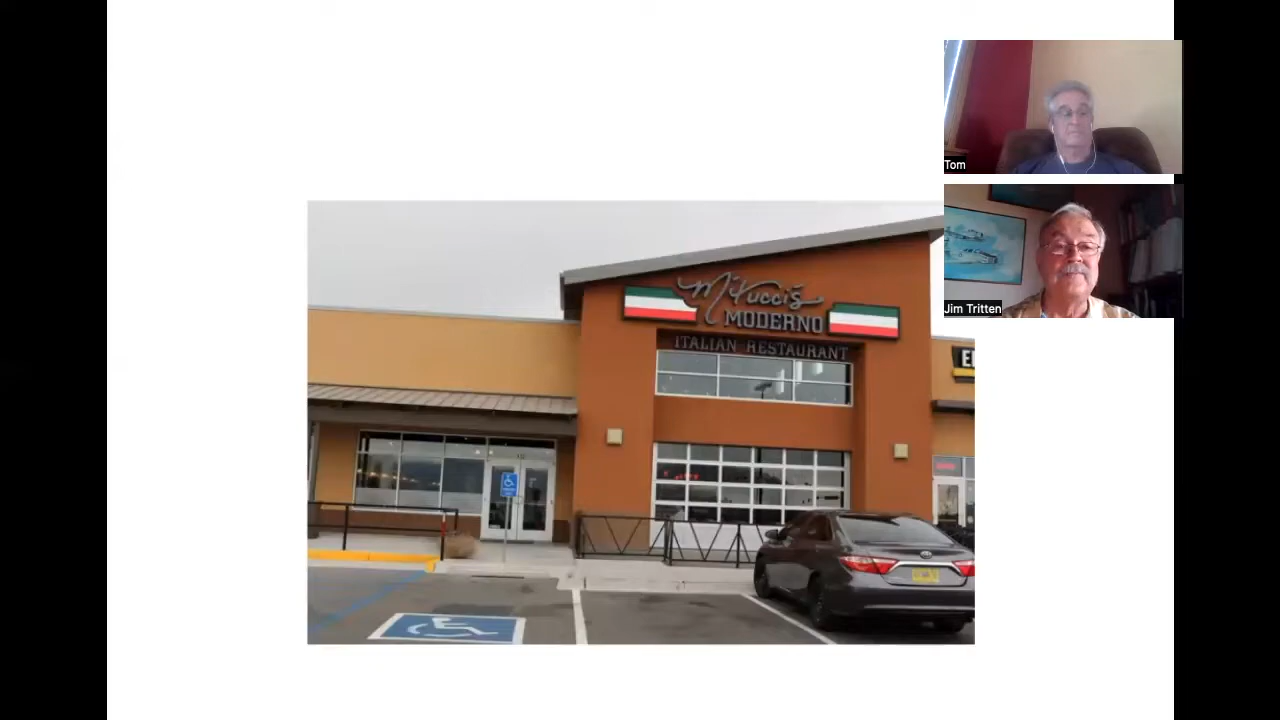 M'tucci's
MODERNO
ITALIAN RESTAURANT
Tom
Jim Tritten